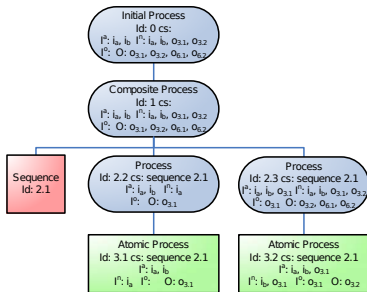 Initial Process
Id: 0 cs:
Iᵃ: iₐ, i_b Iⁿ: iₐ, i_b, o₃.₁, o₃.₂
Iᵒ: O: o₃.₁, o₃.₂, o₆.₁, o₆.₂
Composite Process
Id: 1 cs:
Iᵃ: iₐ, i_b Iⁿ: iₐ, i_b, o₃.₁, o₃.₂
Iᵒ: O: o₃.₁, o₃.₂, o₆.₁, o₆.₂
Sequence
Id: 2.1
Process
Id: 2.2 cs: sequence 2.1
Iᵃ: iₐ, i_b Iⁿ: iₐ
Iᵒ: O: o₃.₁
Process
Id: 2.3 cs: sequence 2.1
Iᵃ: iₐ, i_b, o₃.₁ Iⁿ: iₐ, i_b, o₃.₁, o₃.₂
Iᵒ: o₃.₁ O: o₃.₂, o₆.₁, o₆.₂
Atomic Process
Id: 3.1 cs: sequence 2.1
Iᵃ: iₐ, i_b
Iⁿ: iₐ Iᵒ: O: o₃.₁
Atomic Process
Id: 3.2 cs: sequence 2.1
Iᵃ: iₐ, i_b, o₃.₁
Iⁿ: i_b, o₃.₁ Iᵒ: o₃.₁ O: o₃.₂